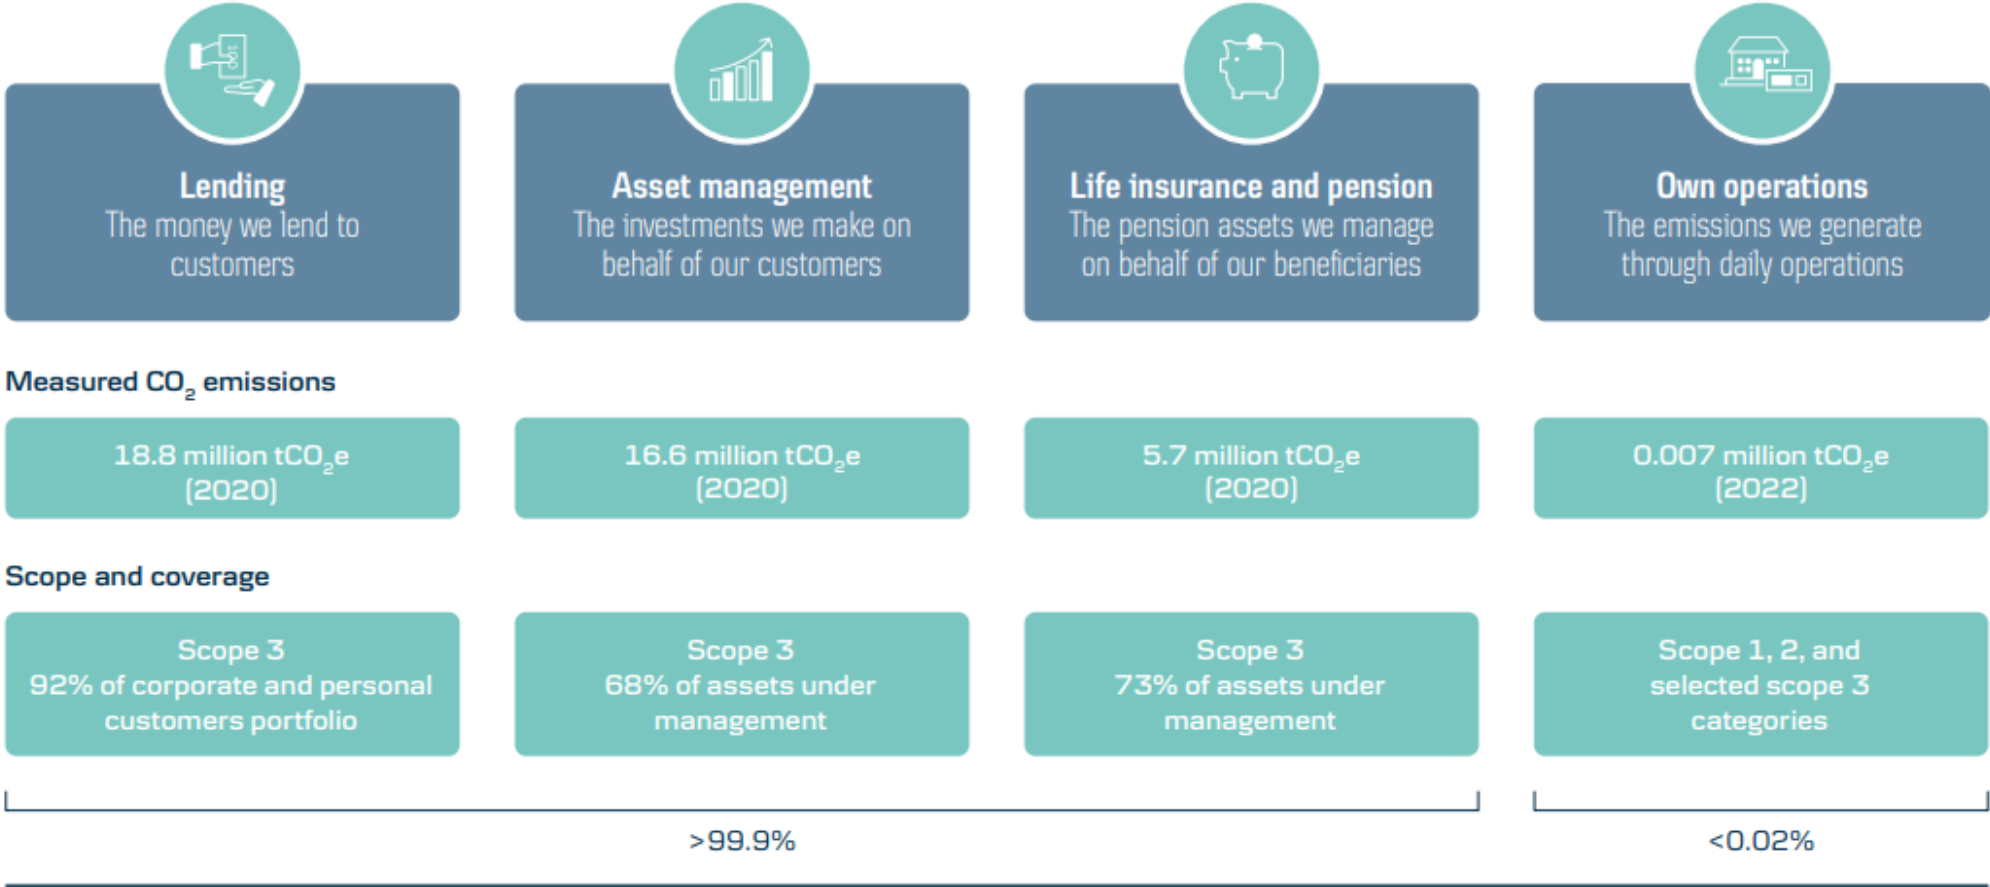 Lending
The money we lend to
customers
Asset management
The investments we make on
behalf of our customers
Life insurance and pension
The pension assets we manage
on behalf of our beneficiaries
Own operations
The emissions we generate
through daily operations
Measured CO₂ emissions
18.8 million tCO₂e
(2020)
16.6 million tCO₂e
(2020)
5.7 million tCO₂e
(2020)
0.007 million tCO₂e
(2022)
Scope and coverage
Scope 3
92% of corporate and personal
customers portfolio
Scope 3
68% of assets under
management
Scope 3
73% of assets under
management
Scope 1, 2, and
selected scope 3
categories
>99.9%
<0.02%